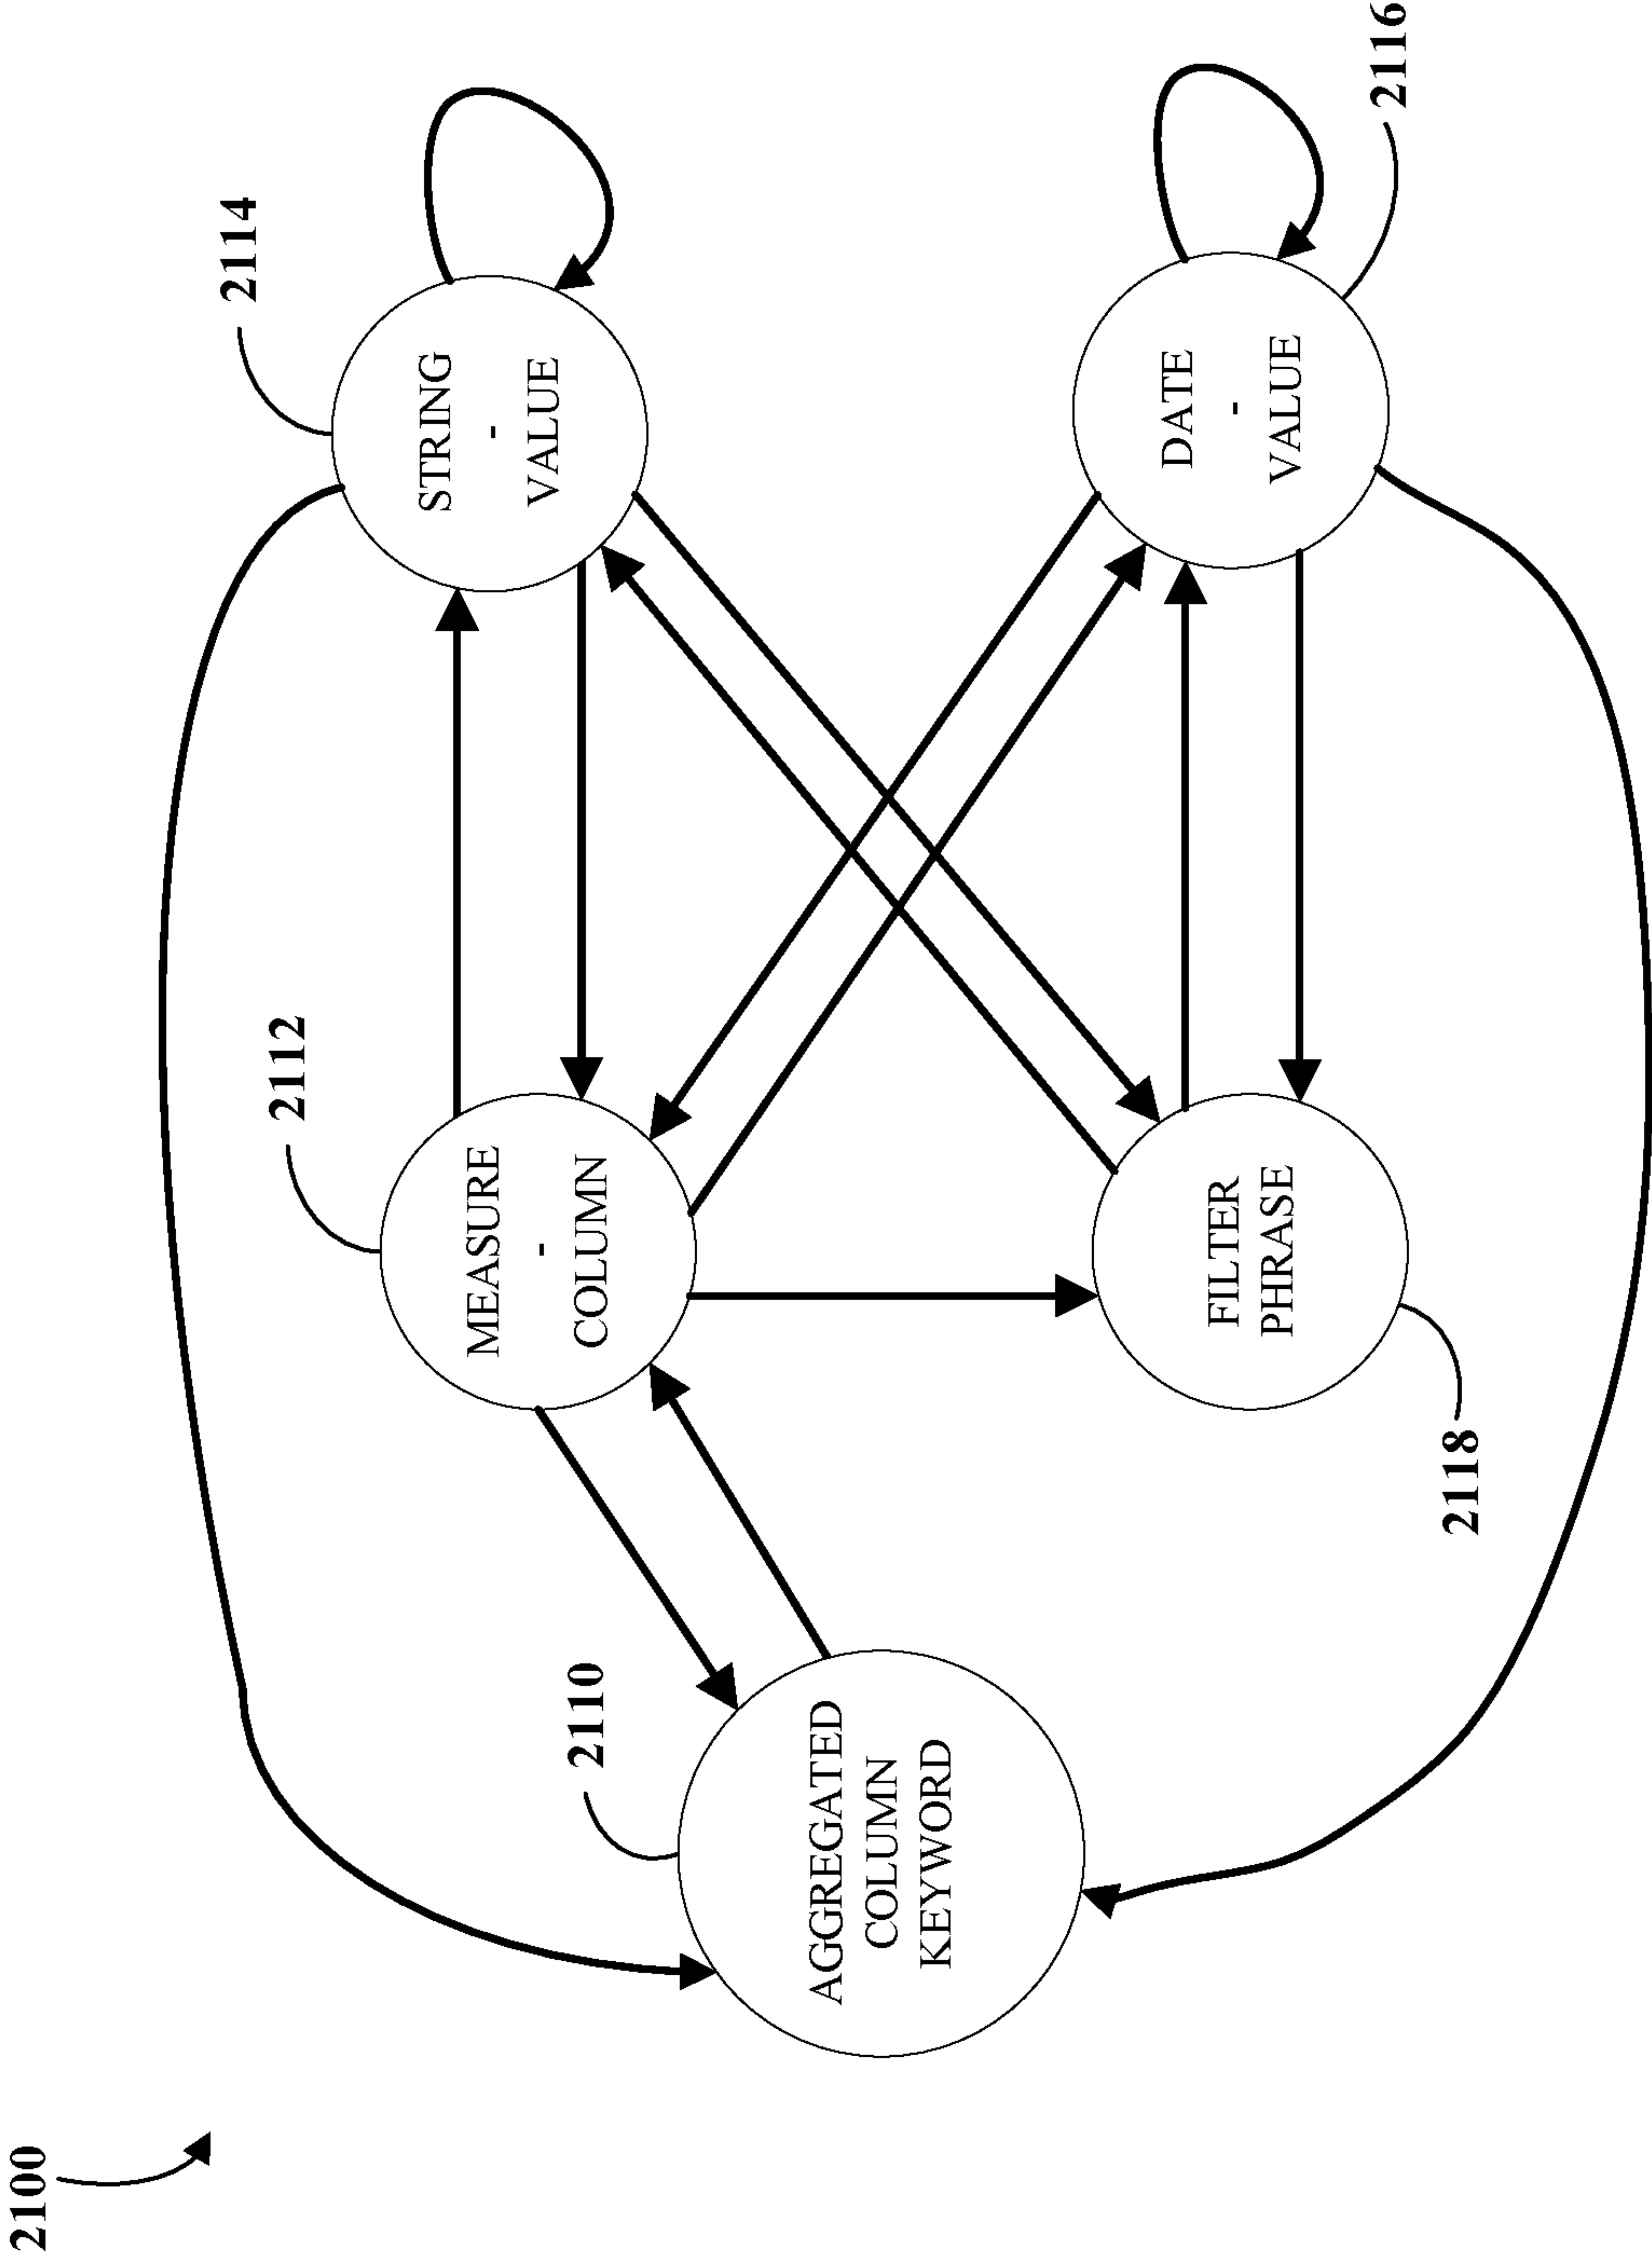 2100
2112
MEASURE
-
COLUMN
2114
STRING
-
VALUE
2110
AGGREGATED
COLUMN
KEYWORD
FILTER
PHRASE
2118
DATE
-
VALUE
2116